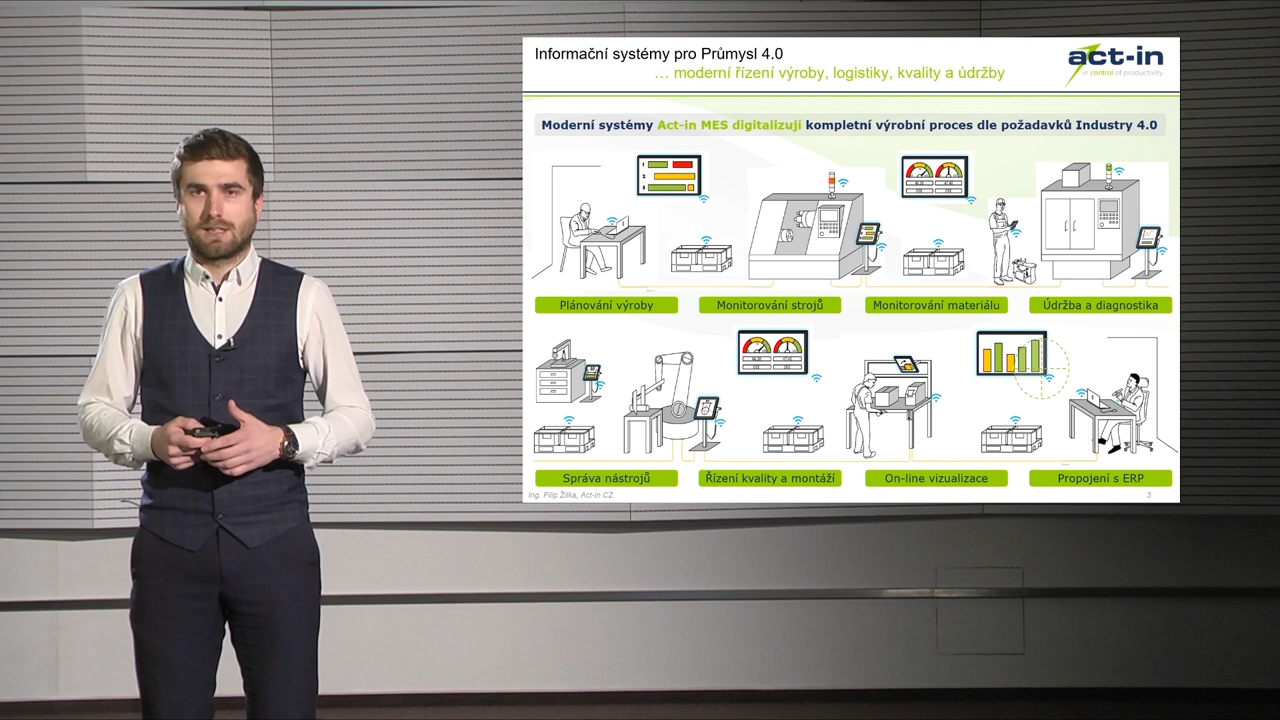 Informační systémy pro Průmysl 4.0
… moderní řízení výroby, logistiky, kvality a údržby
act-in
in control of productivity
Moderní systémy Act-in MES digitalizují kompletní výrobní proces dle požadavků Industry 4.0
1
2
3
Plánování výroby
Monitorování strojů
Monitorování materiálu
Údržba a diagnostika
Správa nástrojů
Řízení kvality a montáží
On-line vizualizace
Propojení s ERP
Ing. Filip Žilka, Act-in CZ
3